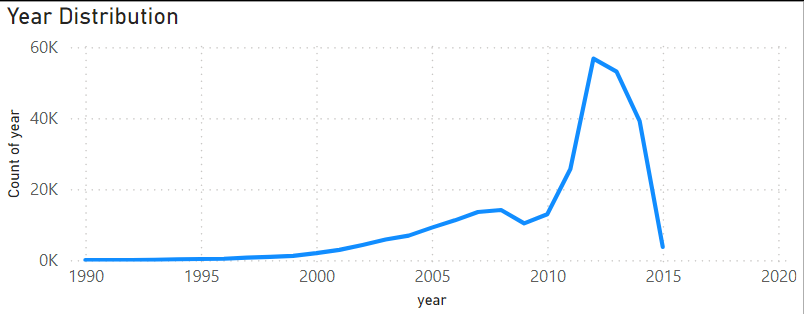 Year Distribution
60K
40K
20K
0K
Count of year
1990 1995 2000 2005 2010 2015 2020
year